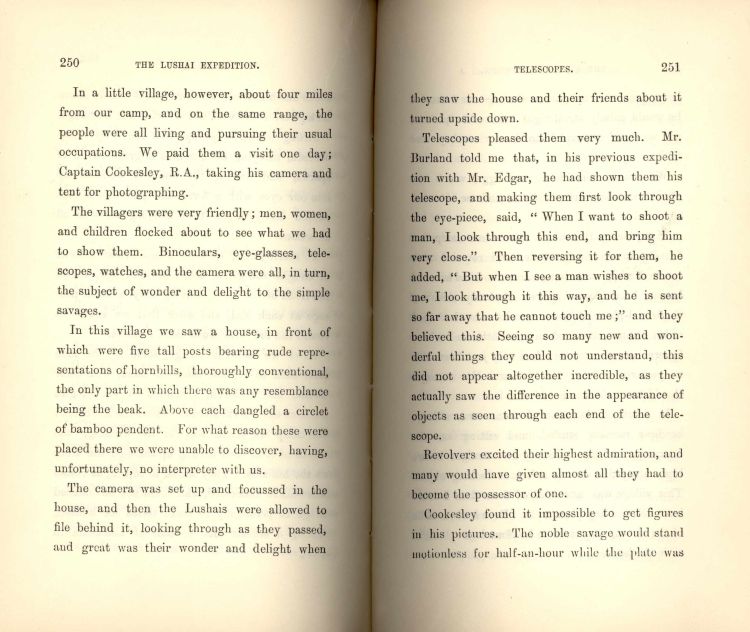 250
THE LUSHAI EXPEDITION.
In a little village, however, about four miles
from our camp, and on the same range, the
people were all living and pursuing their usual
occupations. We paid them a visit one day;
Captain Cookesley, R.A., taking his camera and
tent for photographing.
The villagers were very friendly; men, women,
and children flocked about to see what we had
to show them. Binoculars, eye-glasses, tele-
scopes, watches, and the camera were all, in turn,
the subject of wonder and delight to the simple
savages.
In this village we saw a house, in front of
which were five tall posts bearing rude repre-
sentations of hornbills, thoroughly conventional,
the only part in which there was any resemblance
being the beak. Above each dangled a circlet
of bamboo pendent. For what reason these were
placed there we were unable to discover, having,
unfortunately, no interpreter with us.
The camera was set up and focussed in the
house, and then the Lushais were allowed to
file behind it, looking through as they passed,
and great was their wonder and delight when
TELESCOPES.
251
they saw the house and their friends about it
turned upside down.
Telescopes pleased them very much. Mr.
Burland told me that, in his previous expedi-
tion with Mr. Edgar, he had shown them his
telescope, and making them first look through
the eye-piece, said, “ When I want to shoot a
man, I look through this end, and bring him
very close.” Then reversing it for them, he
added, “ But when I see a man wishes to shoot
me, I look through it this way, and he is sent
so far away that he cannot touch me;” and they
believed this. Seeing so many new and won-
derful things they could not understand, this
did not appear altogether incredible, as they
actually saw the difference in the appearance of
objects as seen through each end of the tele-
scope.
Revolvers excited their highest admiration, and
many would have given almost all they had to
become the possessor of one.
Cookesley found it impossible to get figures
in his pictures. The noble savage would stand
motionless for half-an-hour while the plate was